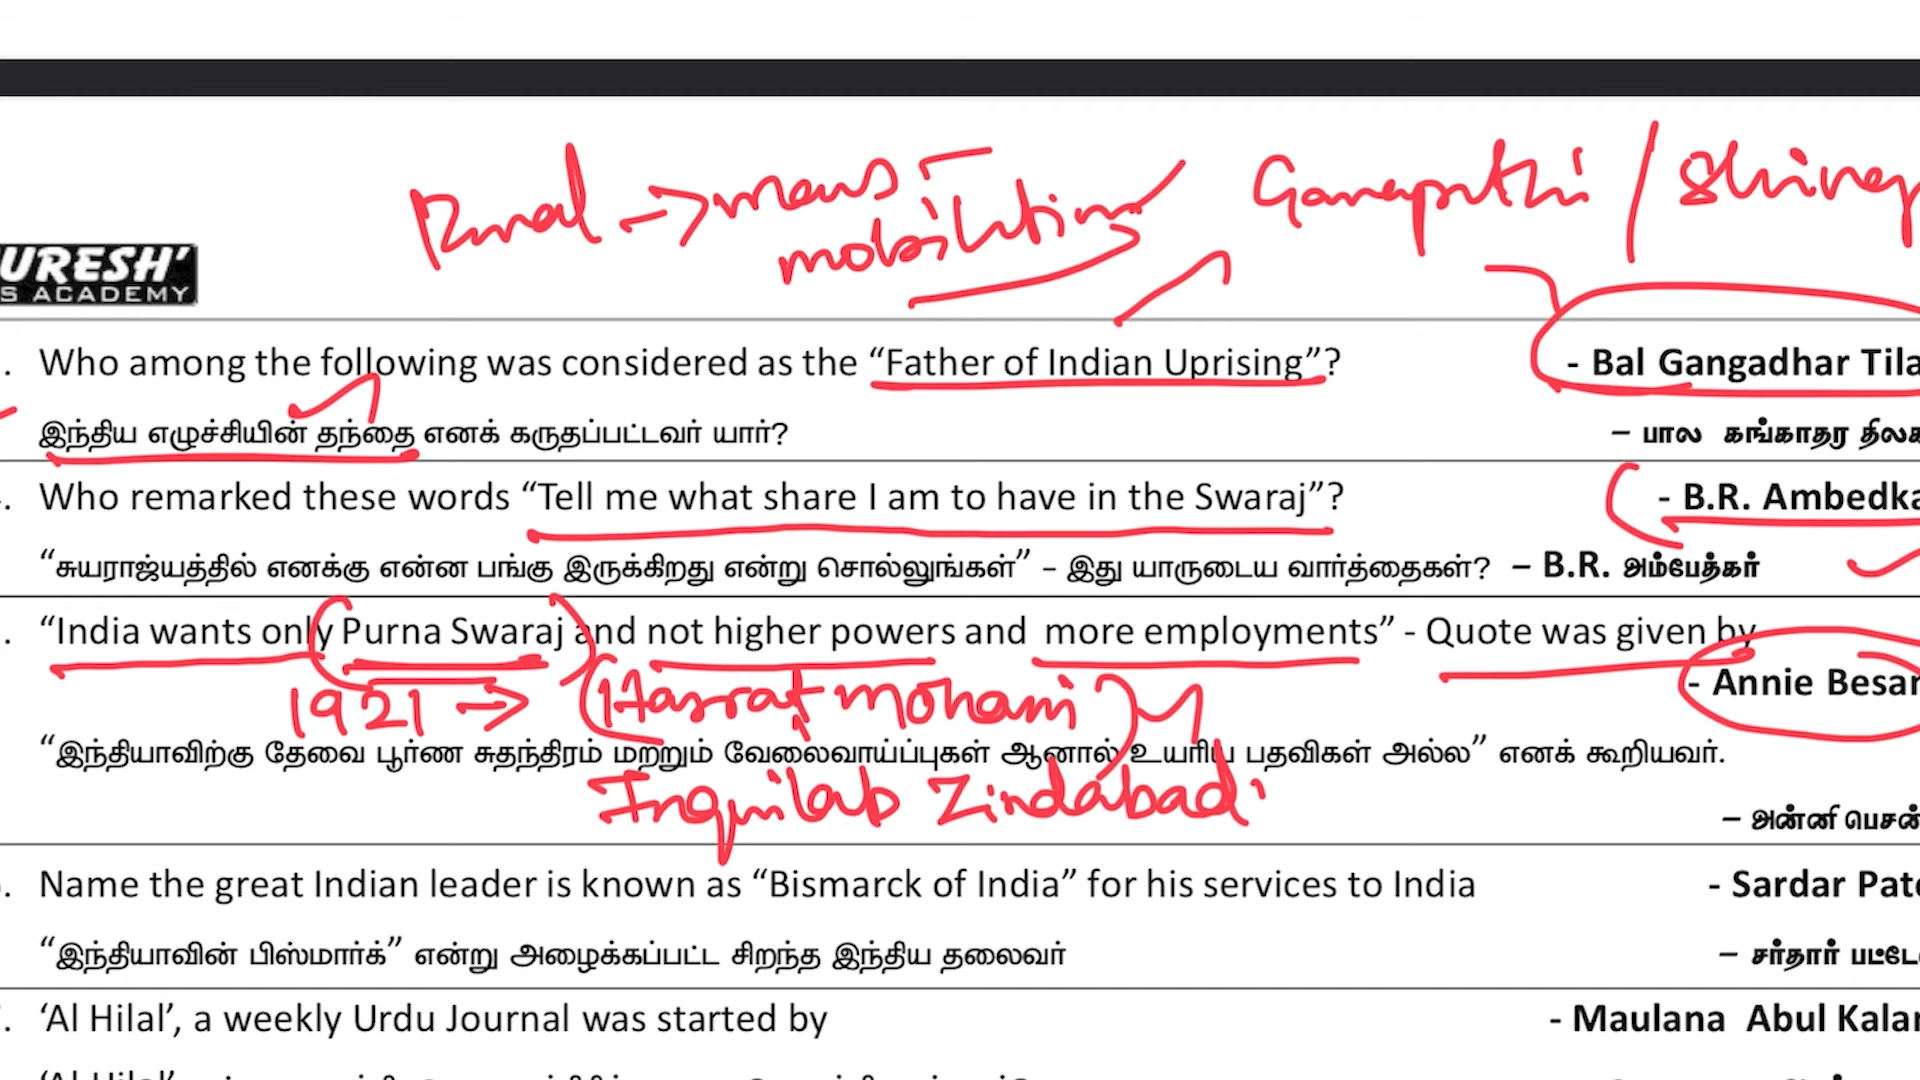 Rural → mass
mobilization
Ganapathi / Shivaj
URESH'
S ACADEMY
. Who among the following was considered as the “Father of Indian Uprising”? - Bal Gangadhar Tila
இந்திய எழுச்சியின் தந்தை எனக் கருதப்பட்டவர் யார்? – பால கங்காதர திலக
. Who remarked these words “Tell me what share I am to have in the Swaraj”? - B.R. Ambedka
“சுயராஜ்யத்தில் எனக்கு என்ன பங்கு இருக்கிறது என்று சொல்லுங்கள்” – இது யாருடைய வார்த்தைகள்? – B.R. அம்பேத்கர்
. “India wants only Purna Swaraj and not higher powers and more employments” - Quote was given by
- Annie Besan
1921 → (Hasrat Mohani)
“இந்தியாவிற்கு தேவை பூர்ண சுதந்திரம் மற்றும் வேலைவாய்ப்புகள் ஆனால் உயரிய பதவிகள் அல்ல” எனக் கூறியவர்.
Inquilab Zindabad
– அன்னி பெசன்
. Name the great Indian leader is known as “Bismarck of India” for his services to India - Sardar Pate
“இந்தியாவின் பிஸ்மார்க்” என்று அழைக்கப்பட்ட சிறந்த இந்திய தலைவர் – சர்தார் பட்டே
. ‘Al Hilal’, a weekly Urdu Journal was started by - Maulana Abul Kalam
‘Al Hilal’